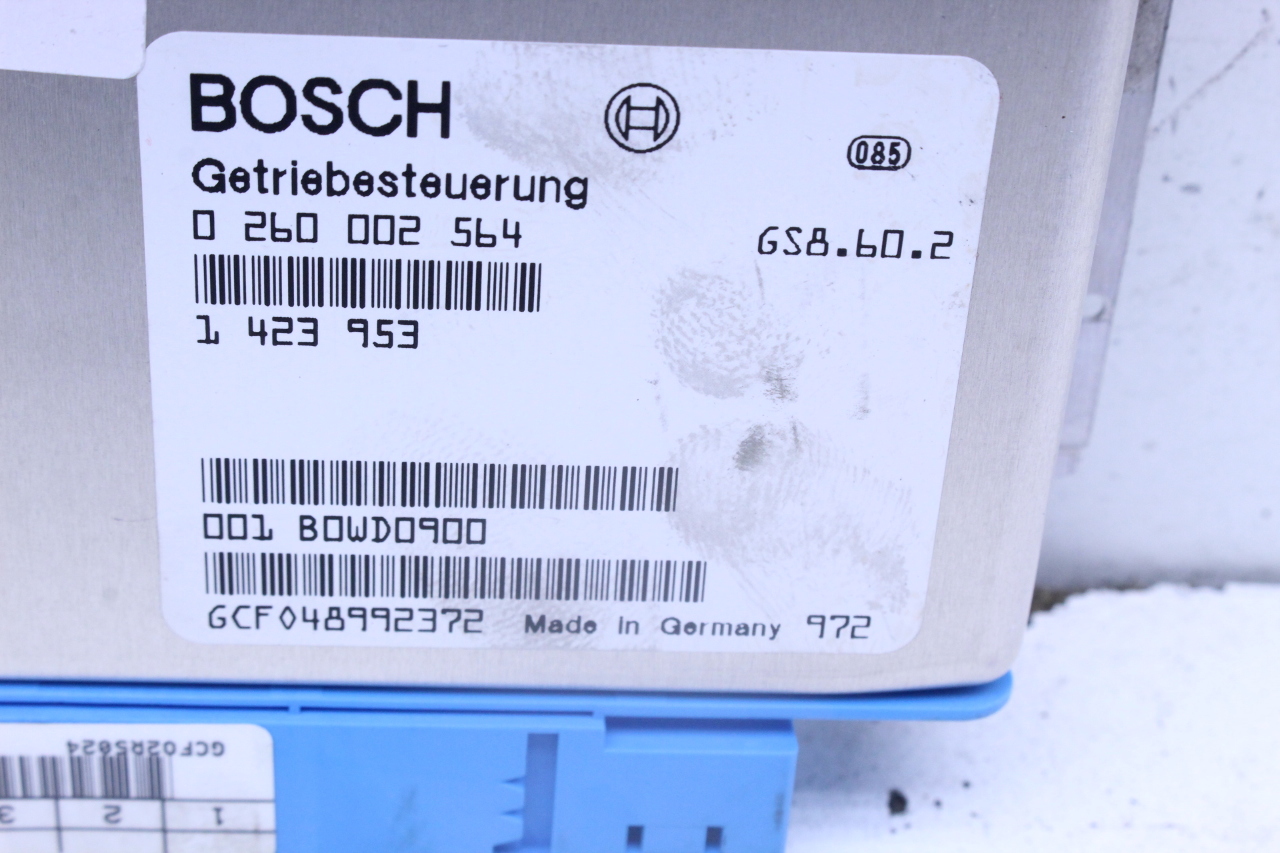 BOSCH
085
Getriebesteuerung
0 260 002 564
GS8.60.2
1 423 953
001 B0WD0900
GCF048992372 Made in Germany 972
GCF02R5024
1 2 3